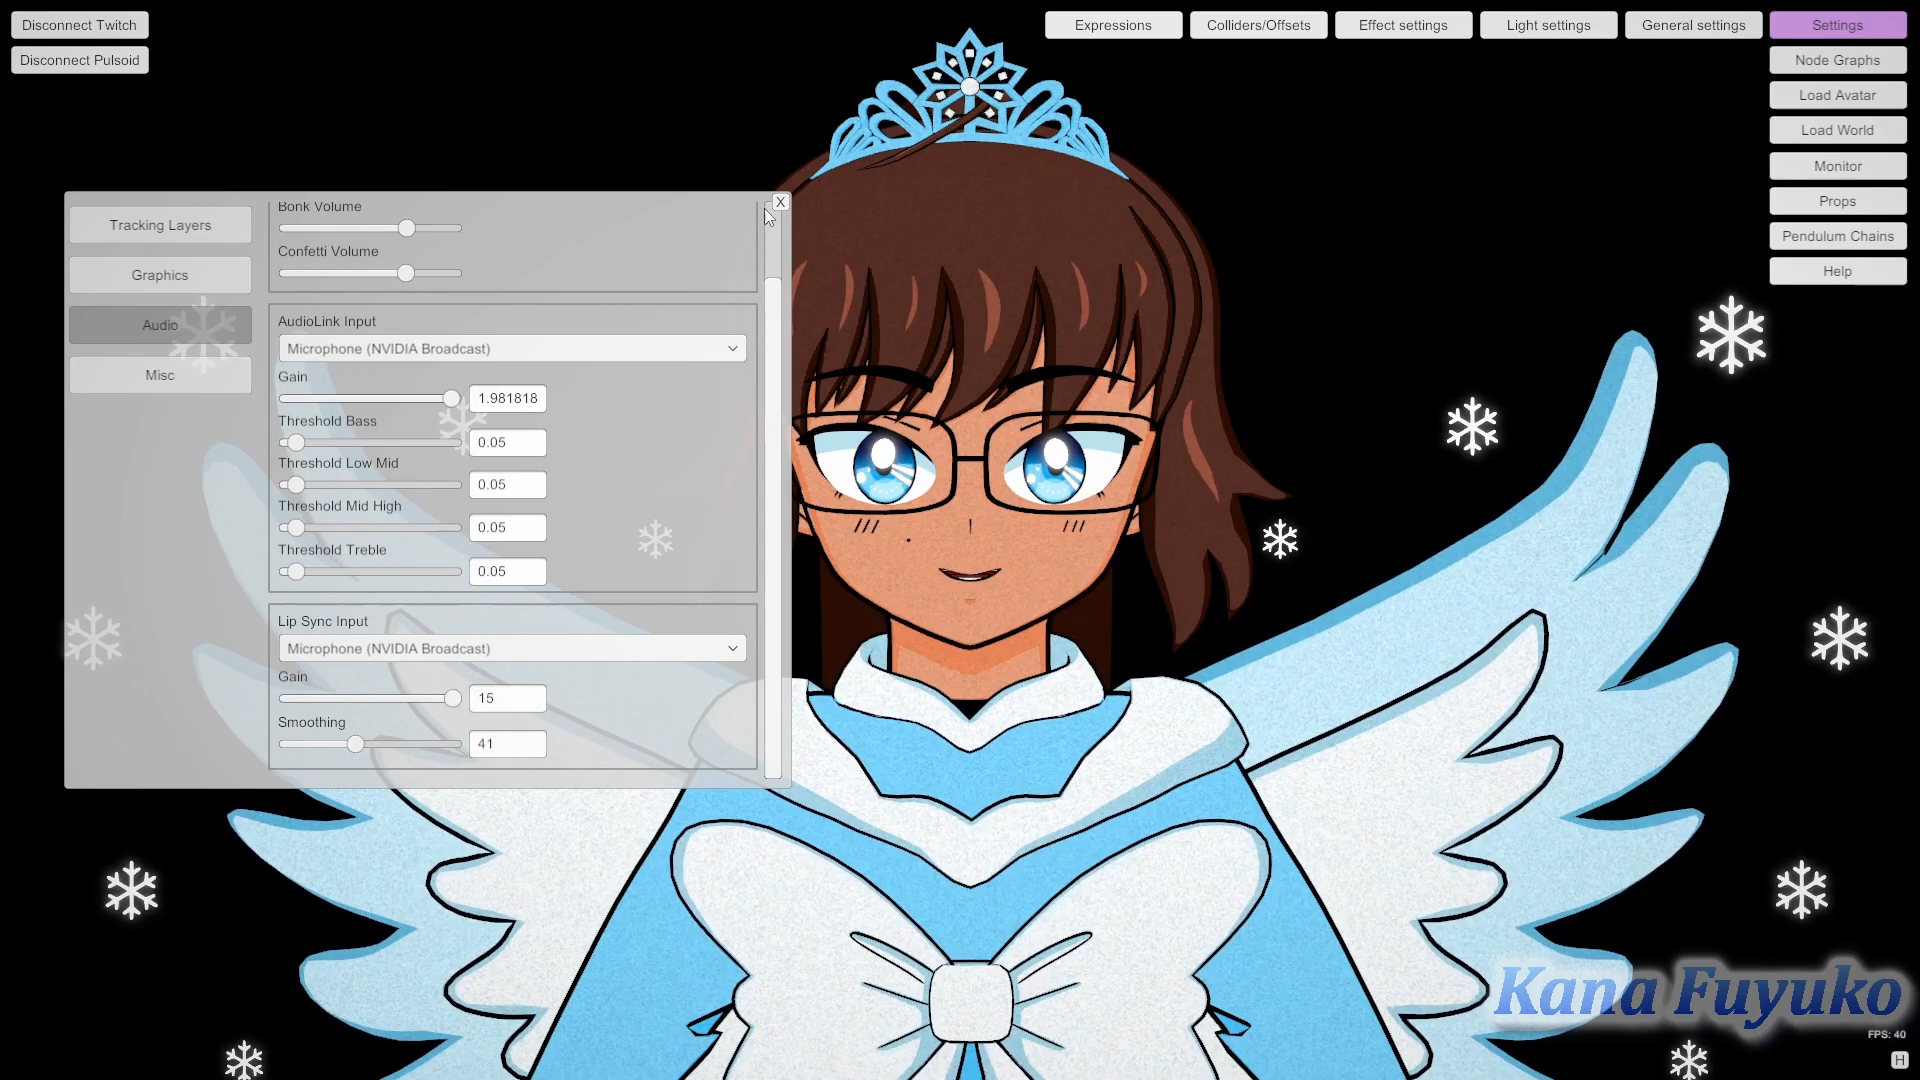 Disconnect Twitch
Disconnect Pulsoid
Expressions
Colliders/Offsets
Effect settings
Light settings
General settings
Settings
Node Graphs
Load Avatar
Load World
Monitor
Props
Pendulum Chains
Help
X
Tracking Layers
Graphics
Audio
Misc
Bonk Volume
Confetti Volume
AudioLink Input
Microphone (NVIDIA Broadcast)
Gain
1.981818
Threshold Bass
0.05
Threshold Low Mid
0.05
Threshold Mid High
0.05
Threshold Treble
0.05
Lip Sync Input
Microphone (NVIDIA Broadcast)
Gain
15
Smoothing
41
Kana Fuyuko
FPS: 40
H